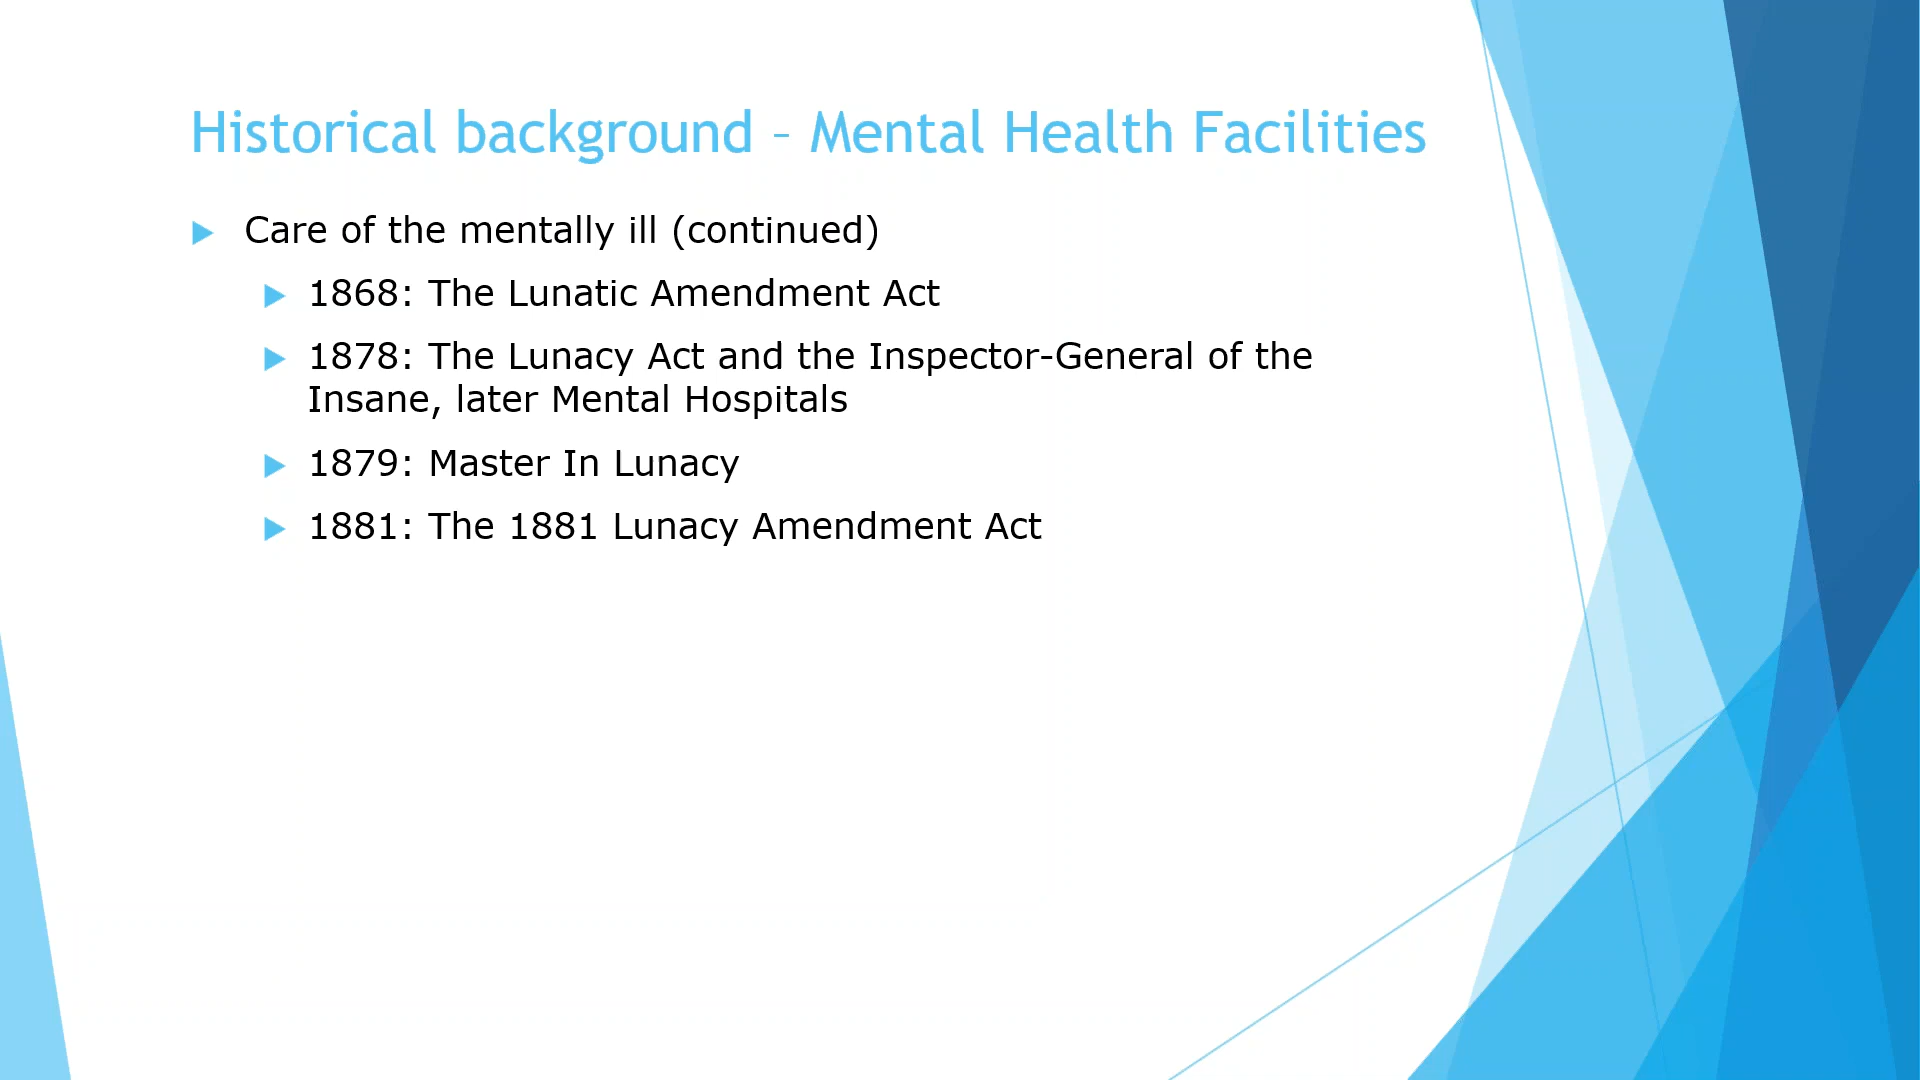 Historical background – Mental Health Facilities
Care of the mentally ill (continued)
1868: The Lunatic Amendment Act
1878: The Lunacy Act and the Inspector-General of the
Insane, later Mental Hospitals
1879: Master In Lunacy
1881: The 1881 Lunacy Amendment Act